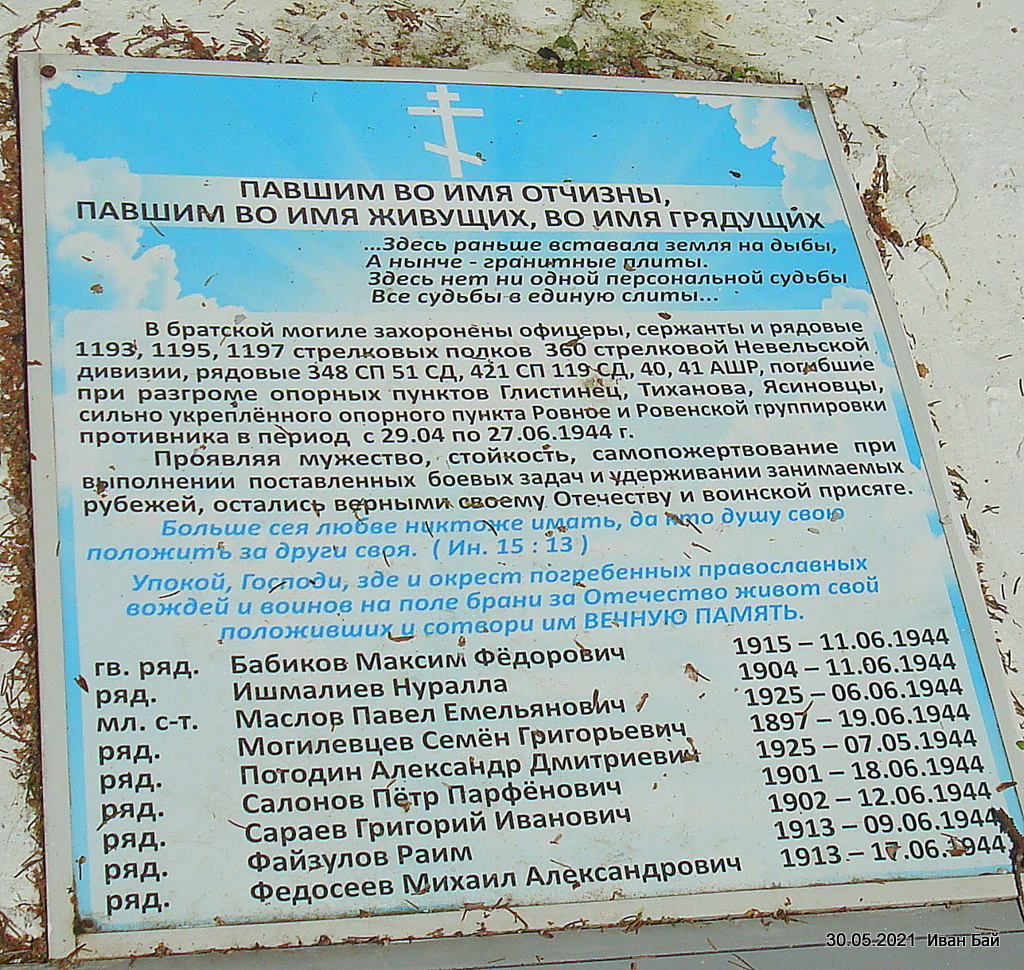 ПАВШИМ ВО ИМЯ ОТЧИЗНЫ,
ПАВШИМ ВО ИМЯ ЖИВУЩИХ, ВО ИМЯ ГРЯДУЩИХ
...Здесь раньше вставала земля на дыбы,
А нынче - гранитные плиты.
Здесь нет ни одной персональной судьбы
Все судьбы в единую слиты...
В братской могиле захоронены офицеры, сержанты и рядовые
1193, 1195, 1197 стрелковых полков 360 стрелковой Невельской
дивизии, рядовые 348 СП 51 СД, 421 СП 119 СД, 40, 41 АШР, погибшие
при разгроме опорных пунктов Глистинец, Тиханова, Ясиновцы,
сильно укреплённого опорного пункта Ровное и Ровенской группировки
противника в период с 29.04 по 27.06.1944 г.
Проявляя мужество, стойкость, самопожертвование при
выполнении поставленных боевых задач и удерживании занимаемых
рубежей, остались верными своему Отечеству и воинской присяге.
Больше сея любве никтоже имать, да кто душу свою
положить за други своя. ( Ин. 15 : 13 )
Упокой, Господи, зде и окрест погребенных православных
вождей и воинов на поле брани за Отечество живот свой
положивших и сотвори им ВЕЧНУЮ ПАМЯТЬ.
гв. ряд. Бабиков Максим Фёдорович 1915 – 11.06.1944
ряд. Ишмалиев Нуралла 1904 – 11.06.1944
мл. с-т. Маслов Павел Емельянович 1925 – 06.06.1944
ряд. Могилевцев Семён Григорьевич 1897 – 19.06.1944
ряд. Потодин Александр Дмитриевич 1925 – 07.05.1944
ряд. Салонов Пётр Парфёнович 1901 – 18.06.1944
ряд. Сараев Григорий Иванович 1902 – 12.06.1944
ряд. Файзулов Раим 1913 – 09.06.1944
ряд. Федосеев Михаил Александрович 1913 – 17.06.1944
30.05.2021 Иван Бай